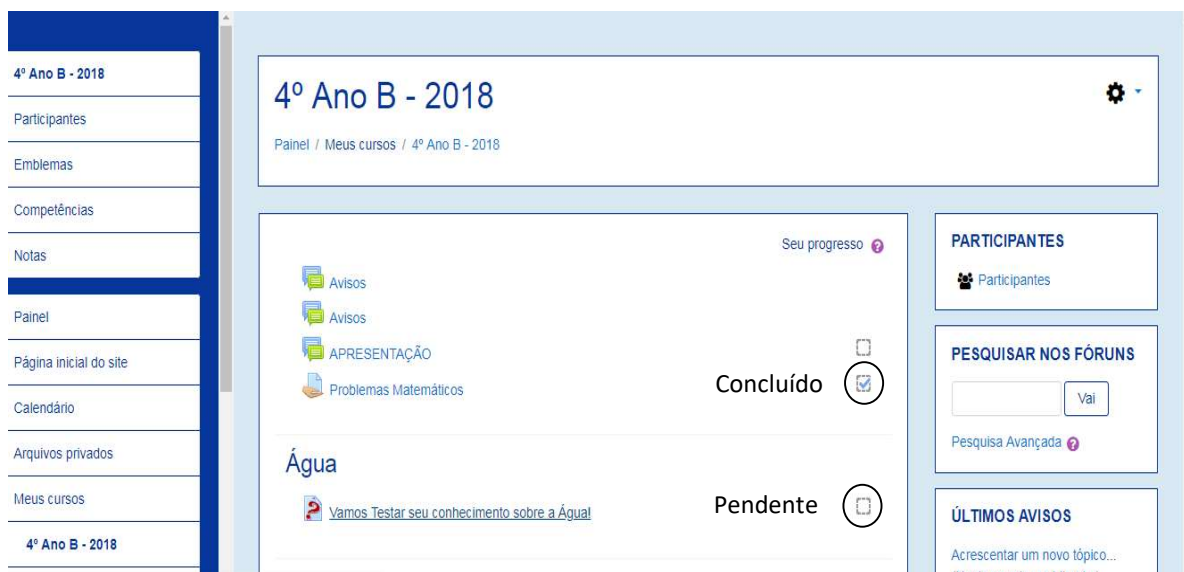 4º Ano B - 2018
Participantes
Emblemas
Competências
Notas
Painel
Página inicial do site
Calendário
Arquivos privados
Meus cursos
4º Ano B - 2018
4º Ano B - 2018
Painel / Meus cursos / 4º Ano B - 2018
Seu progresso ?
Avisos
Avisos
APRESENTAÇÃO
Problemas Matemáticos
Concluído
Água
? Vamos Testar seu conhecimento sobre a Água!
Pendente
PARTICIPANTES
Participantes
PESQUISAR NOS FÓRUNS
Vai
Pesquisa Avançada ?
ÚLTIMOS AVISOS
Acrescentar um novo tópico...